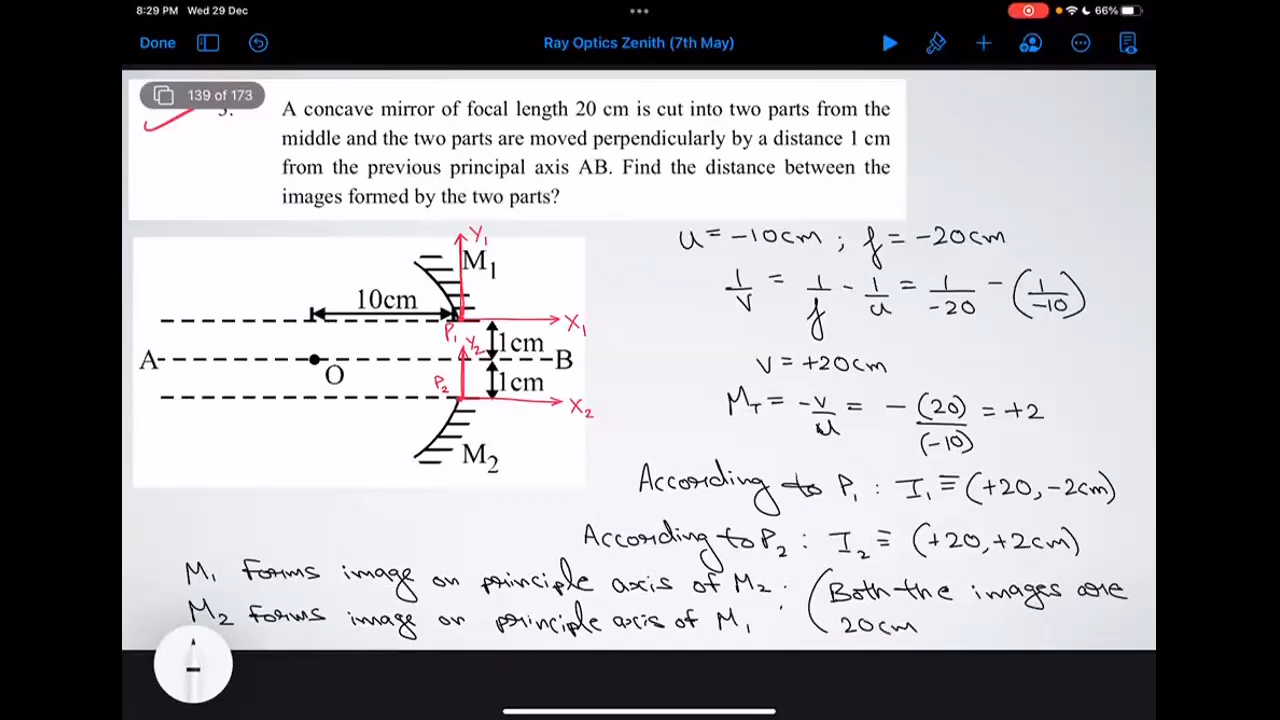 8:29 PM Wed 29 Dec
66%
Done
Ray Optics Zenith (7th May)
139 of 173
A concave mirror of focal length 20 cm is cut into two parts from the
middle and the two parts are moved perpendicularly by a distance 1 cm
from the previous principal axis AB. Find the distance between the
images formed by the two parts?
u = -10cm ; f = -20cm
1/v = 1/f - 1/u = 1/-20 - (1/-10)
v = +20cm
M_T = -v/u = - (20)/(-10) = +2
According to P₁ : I₁ ≡ (+20, -2cm)
According to P₂ : I₂ ≡ (+20, +2cm)
M₁ forms image on principle axis of M₂.
M₂ forms image on principle axis of M₁
(Both the images are
20cm
Y₁
M₁
10cm
P₁
X₁
Y₂
1cm
A
B
O
1cm
P₂
X₂
M₂